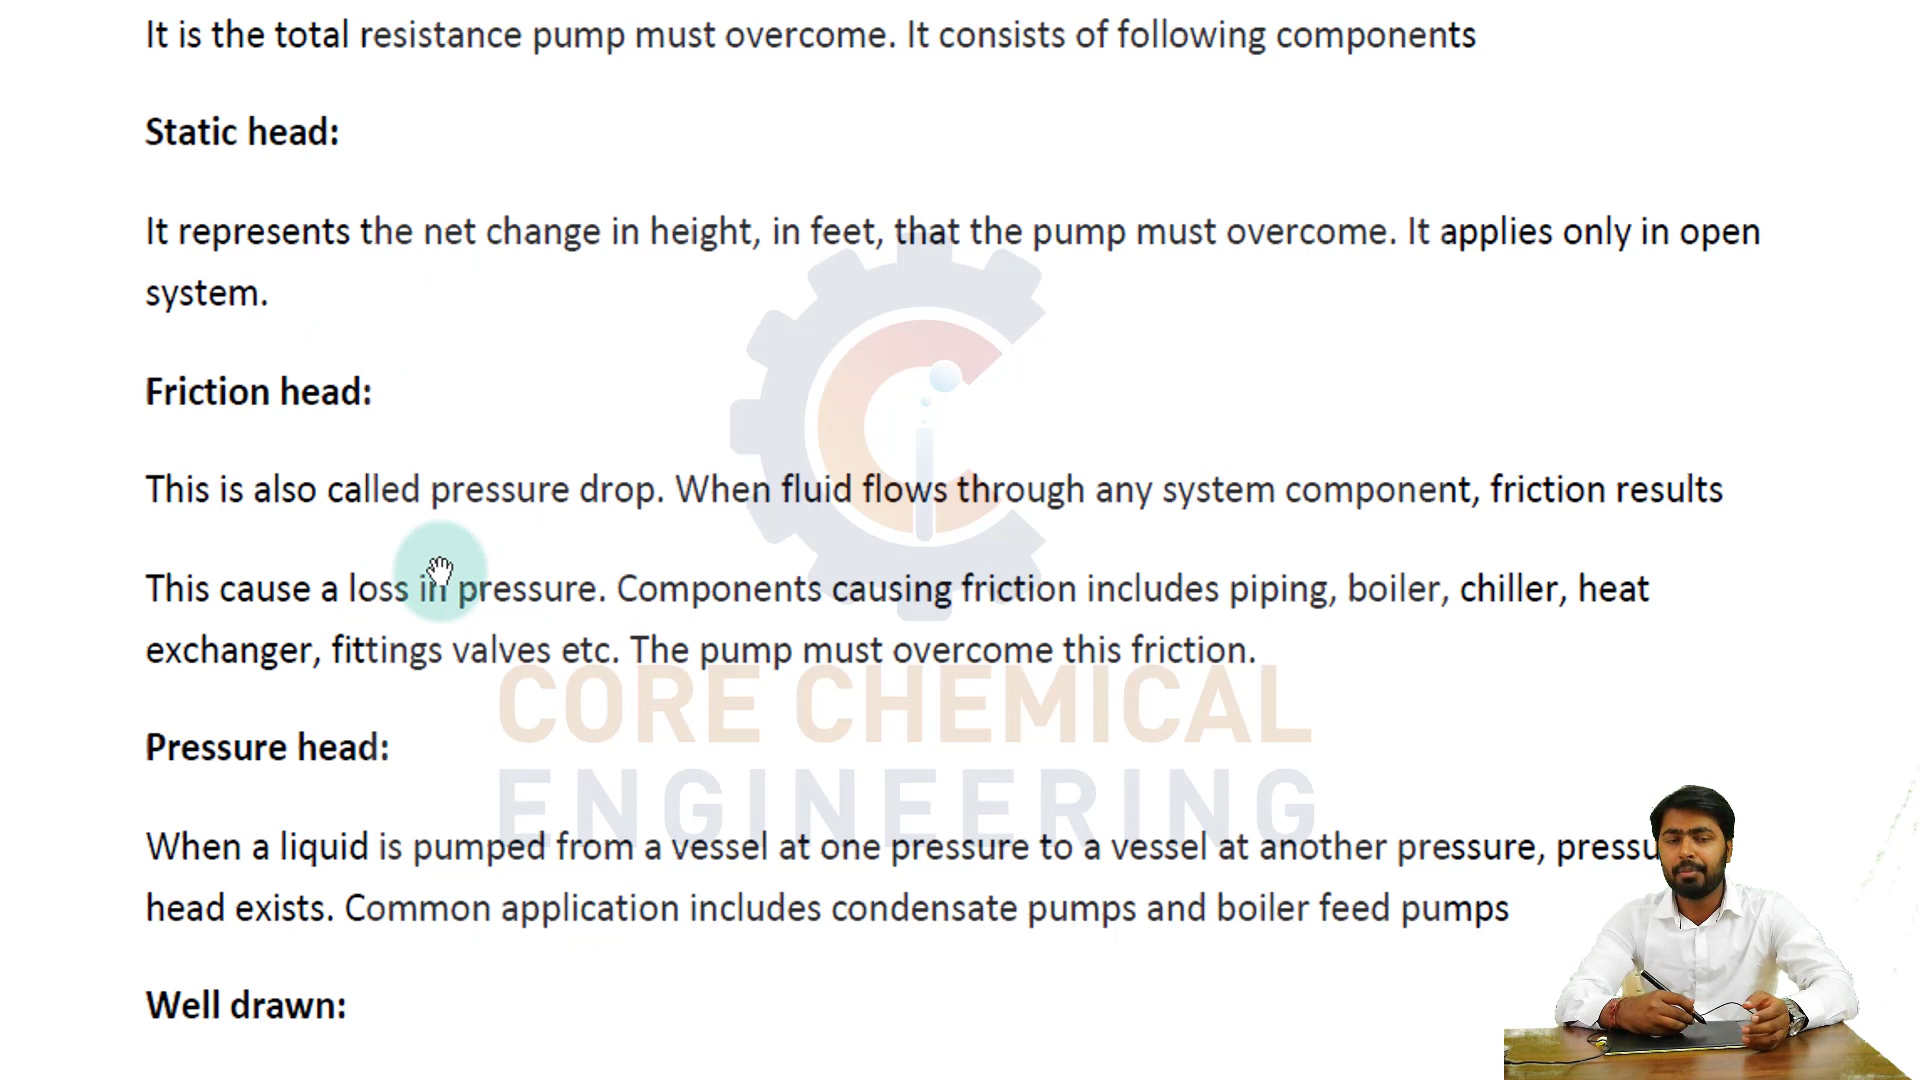 It is the total resistance pump must overcome. It consists of following components
Static head:
It represents the net change in height, in feet, that the pump must overcome. It applies only in open
system.
Friction head:
This is also called pressure drop. When fluid flows through any system component, friction results
This cause a loss in pressure. Components causing friction includes piping, boiler, chiller, heat
exchanger, fittings valves etc. The pump must overcome this friction.
CORE CHEMICAL
Pressure head:
ENGINEERING
When a liquid is pumped from a vessel at one pressure to a vessel at another pressure, pressu
head exists. Common application includes condensate pumps and boiler feed pumps
Well drawn: